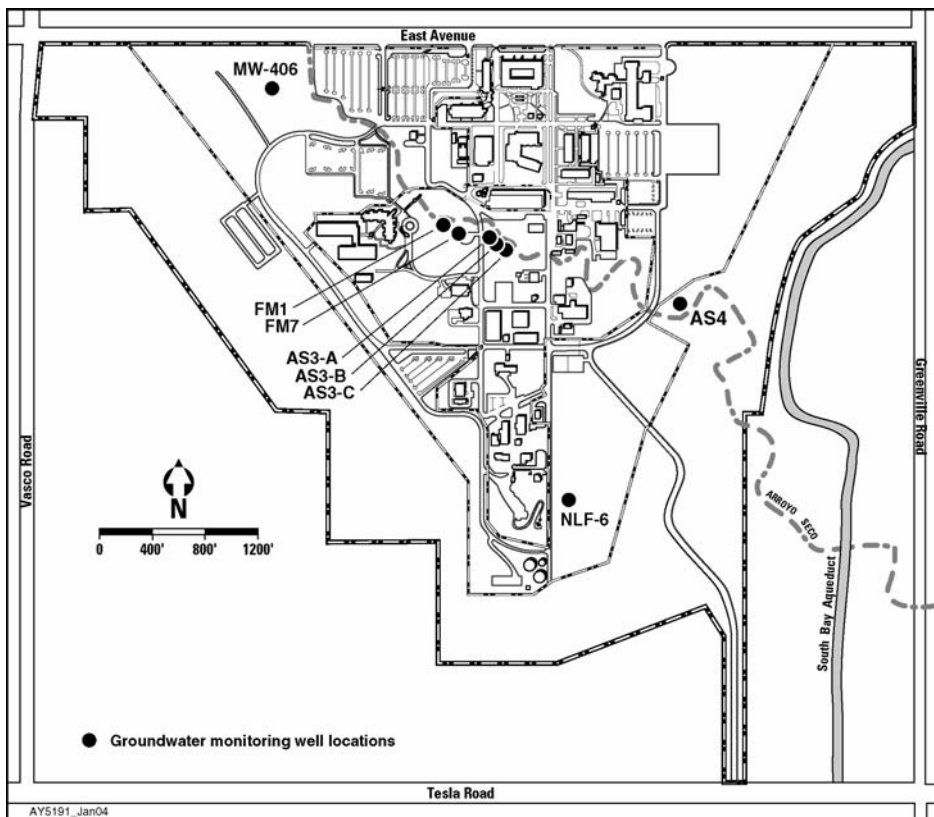 East Avenue
MW-406
FM1
FM7
AS4
AS3-A
AS3-B
AS3-C
Vasco Road
Greenville Road
N
0 400' 800' 1200'
NLF-6
ARROYO SECO
South Bay Aqueduct
Groundwater monitoring well locations
Tesla Road
AY5191_Jan04